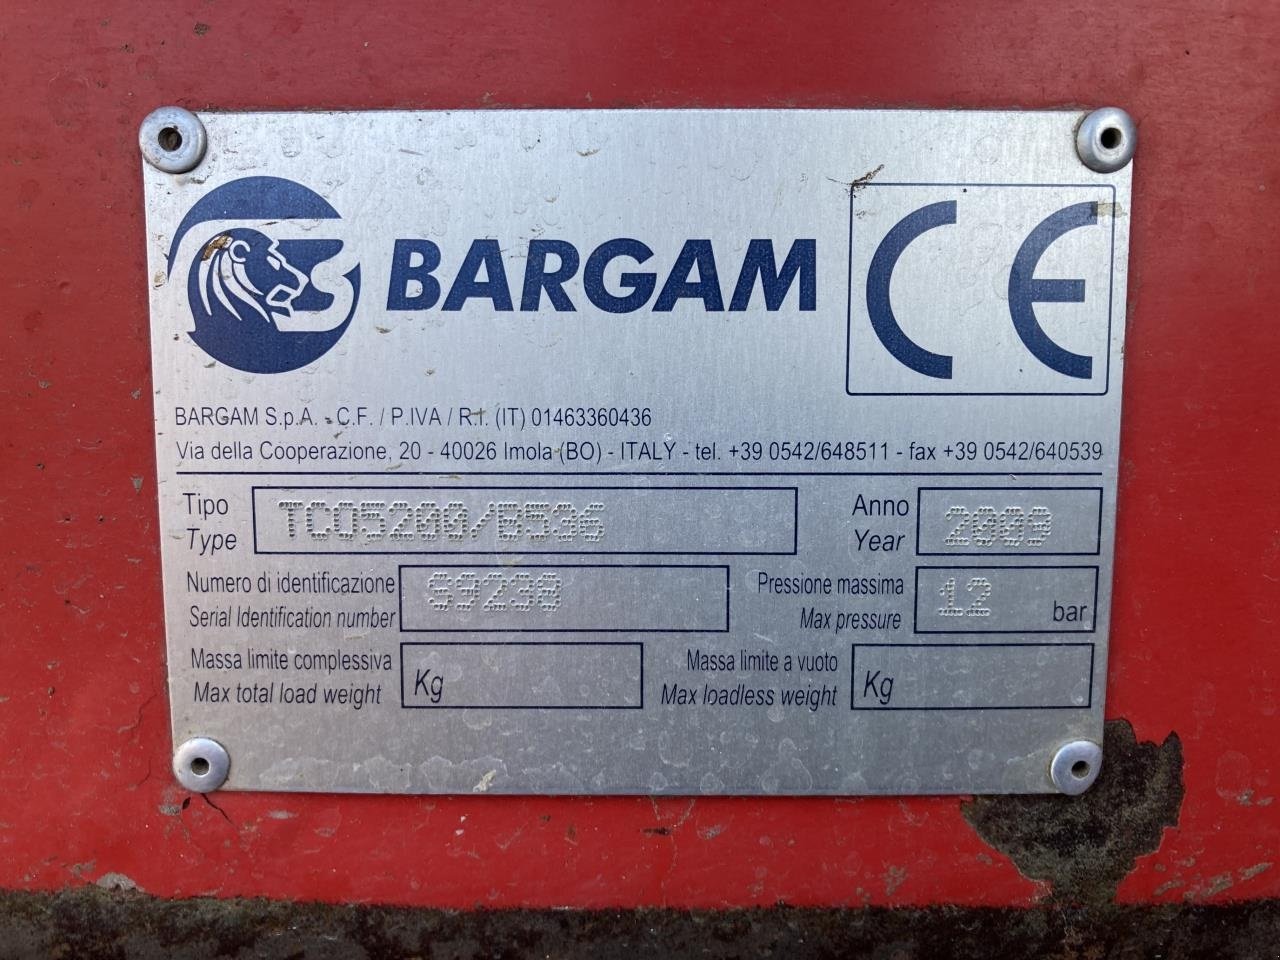 BARGAM
CE
BARGAM S.p.A. - C.F. / P.IVA / R.I. (IT) 01463360436
Via della Cooperazione, 20 - 40026 Imola (BO) - ITALY - tel. +39 0542/648511 - fax +39 0542/640539
Tipo
Type
TCO5200/B536
Anno
Year
2009
Numero di identificazione
Serial Identification number
69238
Pressione massima
Max pressure
12 bar
Massa limite complessiva
Max total load weight
Kg
Massa limite a vuoto
Max loadless weight
Kg